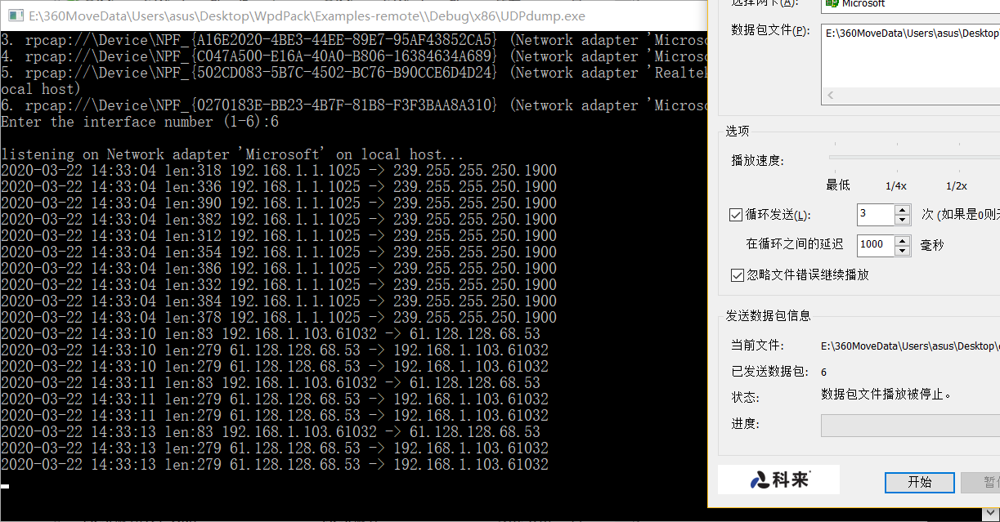 E:\360MoveData\Users\asus\Desktop\WpdPack\Examples-remote\\Debug\x86\UDPdump.exe
3. rpcap://\Device\NPF_{A16E2020-4BE3-44EE-89E7-95AF43852CA5} (Network adapter 'Microso
4. rpcap://\Device\NPF_{C047A500-E16A-40A0-B806-16384634A689} (Network adapter 'Microso
5. rpcap://\Device\NPF_{502CD083-5B7C-4502-BC76-B90CCE6D4D24} (Network adapter 'Realtek
ocal host)
6. rpcap://\Device\NPF_{0270183E-BB23-4B7F-81B8-F3F3BAA8A310} (Network adapter 'Microso
Enter the interface number (1-6):6
listening on Network adapter 'Microsoft' on local host...
2020-03-22 14:33:04 len:318 192.168.1.1.1025 -> 239.255.255.250.1900
2020-03-22 14:33:04 len:336 192.168.1.1.1025 -> 239.255.255.250.1900
2020-03-22 14:33:04 len:390 192.168.1.1.1025 -> 239.255.255.250.1900
2020-03-22 14:33:04 len:382 192.168.1.1.1025 -> 239.255.255.250.1900
2020-03-22 14:33:04 len:312 192.168.1.1.1025 -> 239.255.255.250.1900
2020-03-22 14:33:04 len:354 192.168.1.1.1025 -> 239.255.255.250.1900
2020-03-22 14:33:04 len:386 192.168.1.1.1025 -> 239.255.255.250.1900
2020-03-22 14:33:04 len:332 192.168.1.1.1025 -> 239.255.255.250.1900
2020-03-22 14:33:04 len:384 192.168.1.1.1025 -> 239.255.255.250.1900
2020-03-22 14:33:04 len:378 192.168.1.1.1025 -> 239.255.255.250.1900
2020-03-22 14:33:10 len:83 192.168.1.103.61032 -> 61.128.128.68.53
2020-03-22 14:33:10 len:279 61.128.128.68.53 -> 192.168.1.103.61032
2020-03-22 14:33:10 len:279 61.128.128.68.53 -> 192.168.1.103.61032
2020-03-22 14:33:11 len:83 192.168.1.103.61032 -> 61.128.128.68.53
2020-03-22 14:33:11 len:279 61.128.128.68.53 -> 192.168.1.103.61032
2020-03-22 14:33:11 len:279 61.128.128.68.53 -> 192.168.1.103.61032
2020-03-22 14:33:13 len:83 192.168.1.103.61032 -> 61.128.128.68.53
2020-03-22 14:33:13 len:279 61.128.128.68.53 -> 192.168.1.103.61032
2020-03-22 14:33:13 len:279 61.128.128.68.53 -> 192.168.1.103.61032
选择网卡(A): Microsoft
数据包文件(P): E:\360MoveData\Users\asus\Desktop
选项
播放速度:
最低 1/4x 1/2x
循环发送(L): 3 次 (如果是0则
在循环之间的延迟 1000 毫秒
忽略文件错误继续播放
发送数据包信息
当前文件: E:\360MoveData\Users\asus\Desktop\
已发送数据包: 6
状态: 数据包文件播放被停止。
进度:
科来 开始 暂